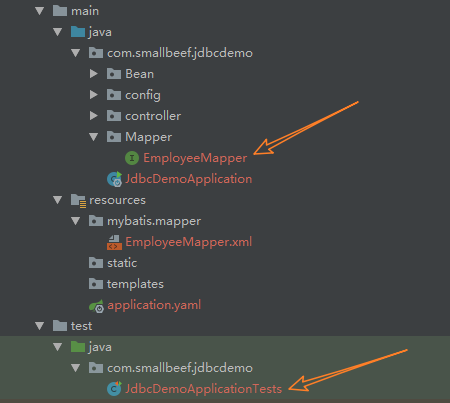 main
java
com.smallbeef.jdbcdemo
Bean
config
controller
Mapper
EmployeeMapper
JdbcDemoApplication
resources
mybatis.mapper
EmployeeMapper.xml
static
templates
application.yaml
test
java
com.smallbeef.jdbcdemo
JdbcDemoApplicationTests